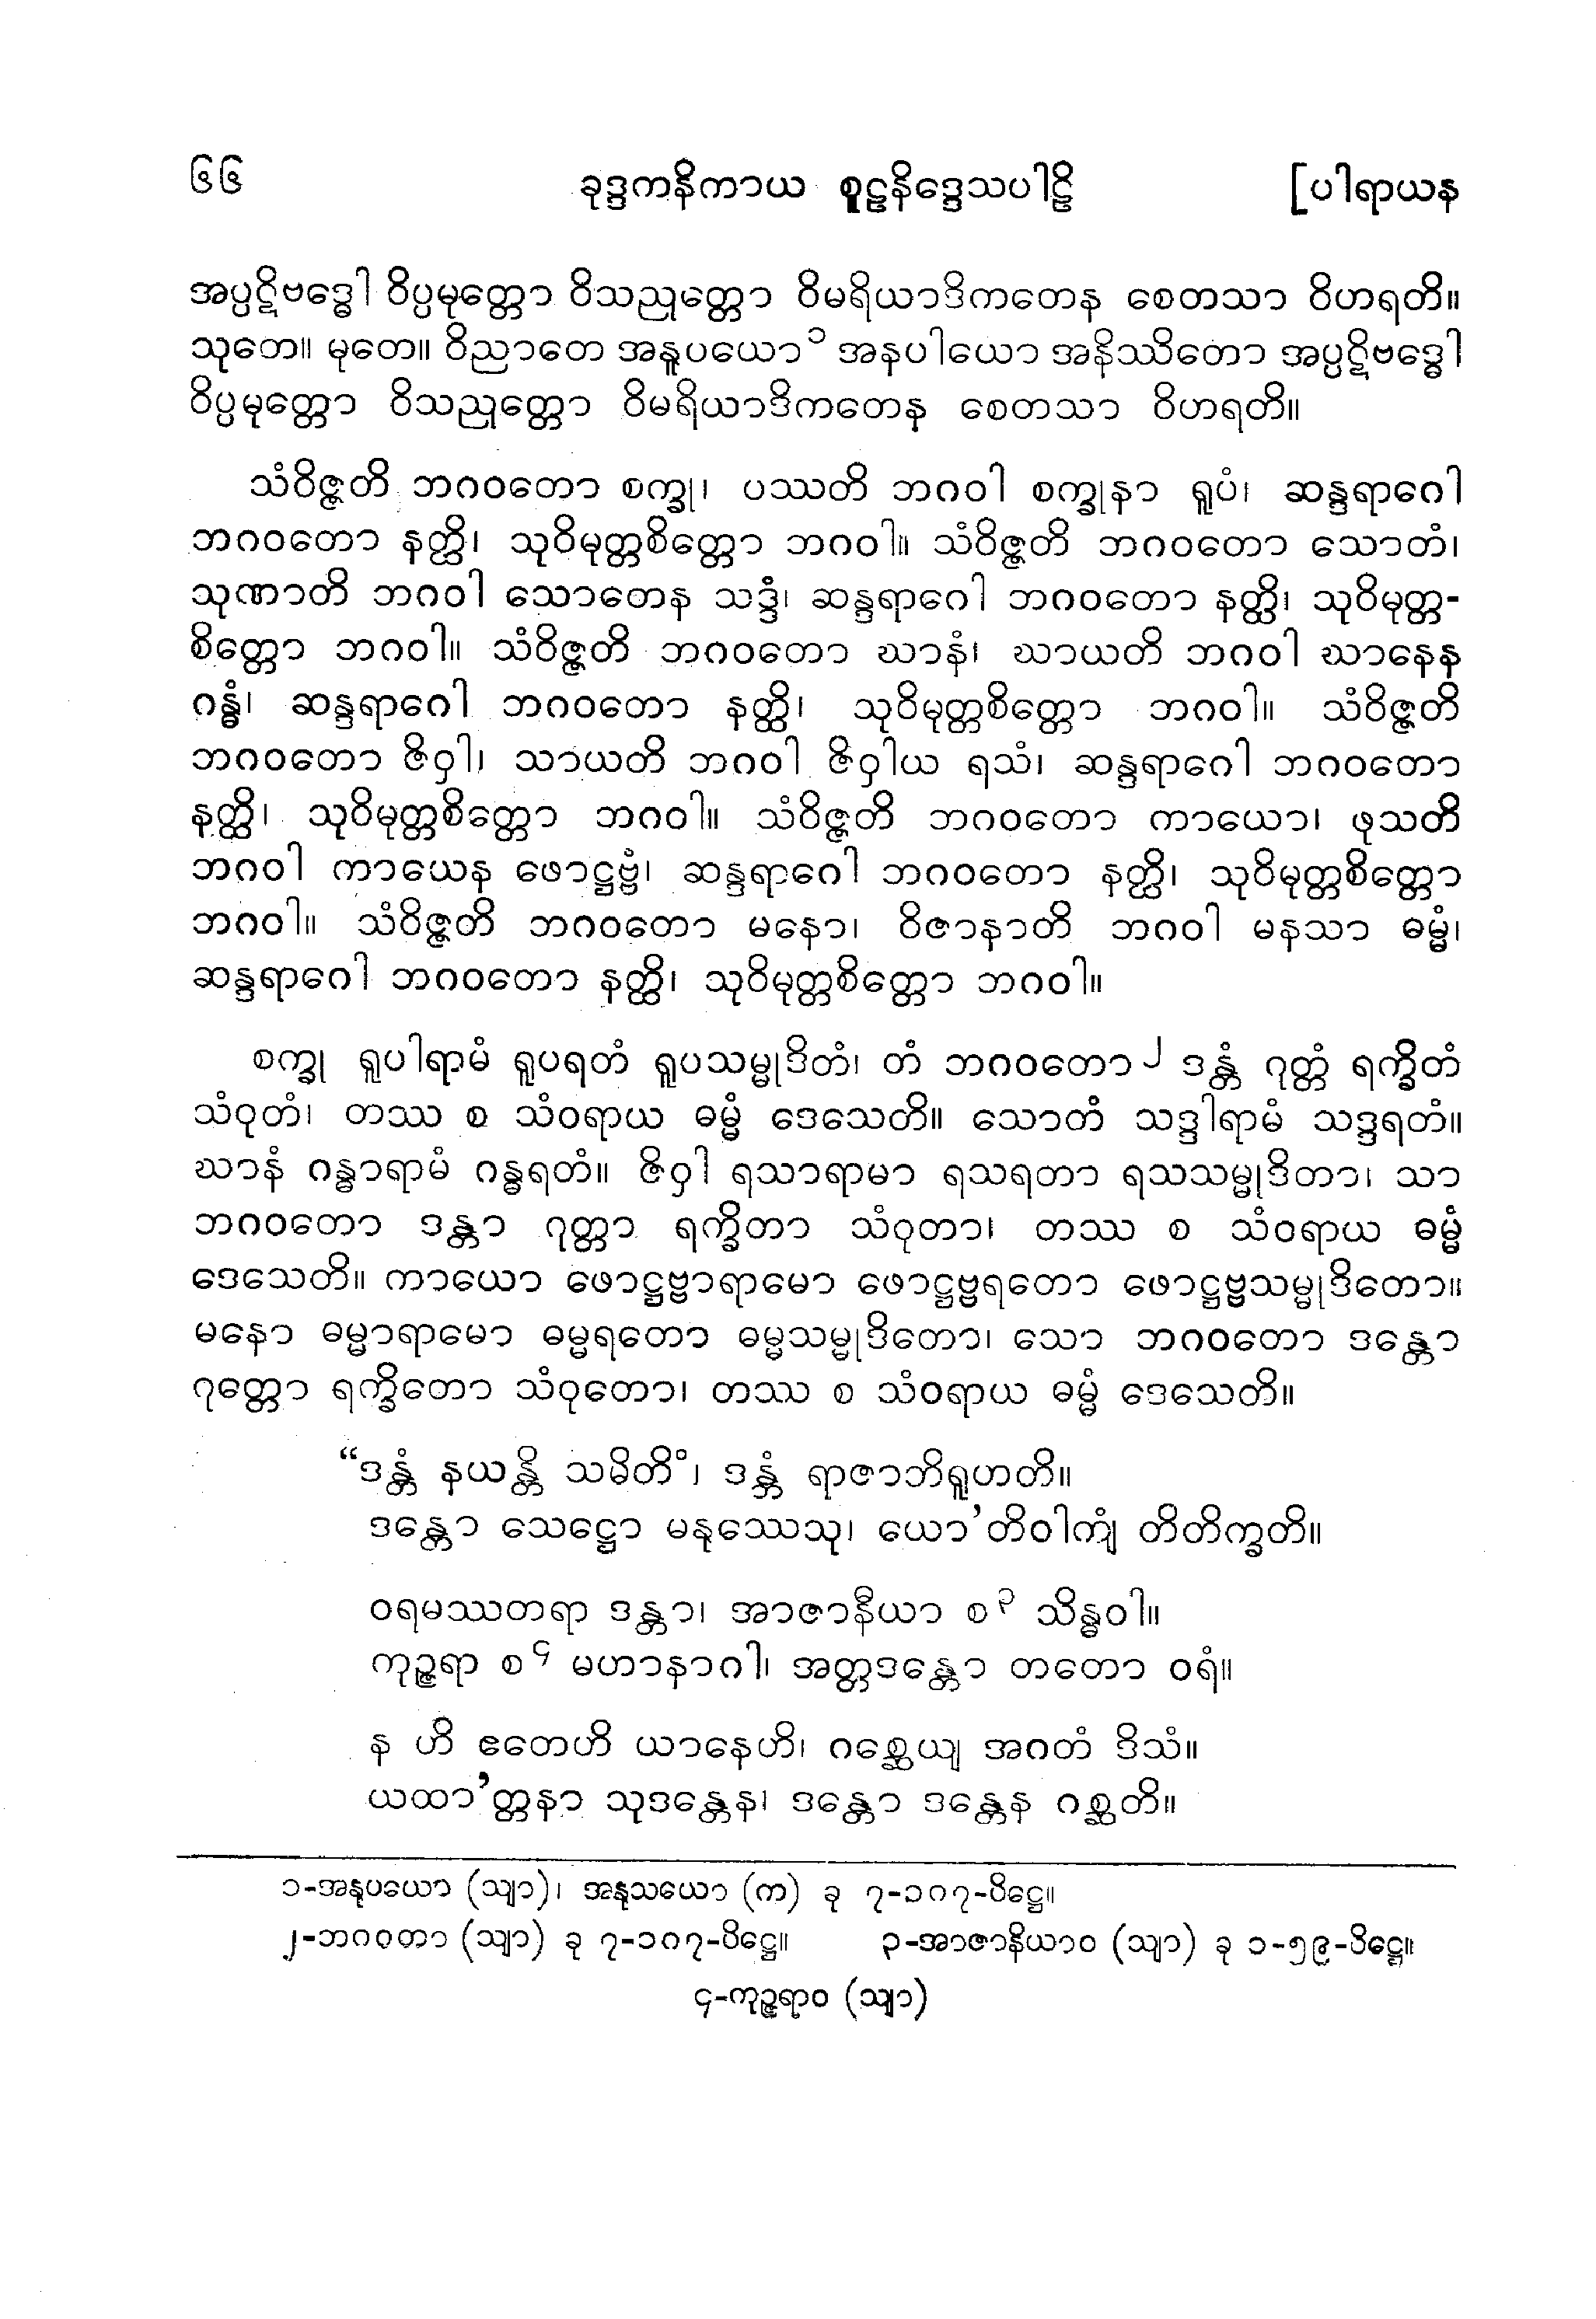 ၆၆ ခုဒ္ဒကနိကာယ စူဠနိဒ္ဒေသပါဠိ [ပါရာယန
အပ္ပဋိဗဒ္ဓေါ ဝိပ္ပမုတ္တော ဝိသညုတ္တော ဝိမရိယာဒိကတေန စေတသာ ဝိဟရတိ။
သုတေ။ မုတေ။ ဝိညာတေ အနူပယော၁ အနပါယော အနိဿိတော အပ္ပဋိဗဒ္ဓေါ
ဝိပ္ပမုတ္တော ဝိသညုတ္တော ဝိမရိယာဒိကတေန စေတသာ ဝိဟရတိ။
သံဝိဇ္ဇတိ ဘဂဝတော စက္ခု၊ ပဿတိ ဘဂဝါ စက္ခုနာ ရူပံ၊ ဆန္ဒရာဂေါ
ဘဂဝတော နတ္ထိ၊ သုဝိမုတ္တစိတ္တော ဘဂဝါ။ သံဝိဇ္ဇတိ ဘဂဝတော သောတံ၊
သုဏာတိ ဘဂဝါ သောတေန သဒ္ဒံ၊ ဆန္ဒရာဂေါ ဘဂဝတော နတ္ထိ၊ သုဝိမုတ္တ-
စိတ္တော ဘဂဝါ။ သံဝိဇ္ဇတိ ဘဂဝတော ဃာနံ၊ ဃာယတိ ဘဂဝါ ဃာနေန
ဂန္ဓံ၊ ဆန္ဒရာဂေါ ဘဂဝတော နတ္ထိ၊ သုဝိမုတ္တစိတ္တော ဘဂဝါ။ သံဝိဇ္ဇတိ
ဘဂဝတော ဇိဝှါ၊ သာယတိ ဘဂဝါ ဇိဝှါယ ရသံ၊ ဆန္ဒရာဂေါ ဘဂဝတော
နတ္ထိ၊ သုဝိမုတ္တစိတ္တော ဘဂဝါ။ သံဝိဇ္ဇတိ ဘဂဝတော ကာယော၊ ဖုသတိ
ဘဂဝါ ကာယေန ဖောဋ္ဌဗ္ဗံ၊ ဆန္ဒရာဂေါ ဘဂဝတော နတ္ထိ၊ သုဝိမုတ္တစိတ္တော
ဘဂဝါ။ သံဝိဇ္ဇတိ ဘဂဝတော မနော၊ ဝိဇာနာတိ ဘဂဝါ မနသာ ဓမ္မံ၊
ဆန္ဒရာဂေါ ဘဂဝတော နတ္ထိ၊ သုဝိမုတ္တစိတ္တော ဘဂဝါ။
စက္ခု ရူပါရာမံ ရူပရတံ ရူပသမ္မုဒိတံ၊ တံ ဘဂဝတော၂ ဒန္တံ ဂုတ္တံ ရက္ခိတံ
သံဝုတံ၊ တဿ စ သံဝရာယ ဓမ္မံ ဒေသေတိ။ သောတံ သဒ္ဒါရာမံ သဒ္ဒရတံ။
ဃာနံ ဂန္ဓာရာမံ ဂန္ဓရတံ။ ဇိဝှါ ရသာရာမာ ရသရတာ ရသသမ္မုဒိတာ၊ သာ
ဘဂဝတော ဒန္တာ ဂုတ္တာ ရက္ခိတာ သံဝုတာ၊ တဿ စ သံဝရာယ ဓမ္မံ
ဒေသေတိ။ ကာယော ဖောဋ္ဌဗ္ဗာရာမော ဖောဋ္ဌဗ္ဗရတော ဖောဋ္ဌဗ္ဗသမ္မုဒိတော။
မနော ဓမ္မာရာမော ဓမ္မရတော ဓမ္မသမ္မုဒိတော၊ သော ဘဂဝတော ဒန္တော
ဂုတ္တော ရက္ခိတော သံဝုတော၊ တဿ စ သံဝရာယ ဓမ္မံ ဒေသေတိ။
“ဒန္တံ နယန္တိ သမိတိံ၊ ဒန္တံ ရာဇာဘိရူဟတိ။
ဒန္တော သေဋ္ဌော မနုဿေသု၊ ယော’တိဝါကျံ တိတိက္ခတိ။
ဝရမဿတရာ ဒန္တာ၊ အာဇာနီယာ စ၃ သိန္ဓဝါ။
ကုဉ္ဇရာ စ၄ မဟာနာဂါ၊ အတ္တဒန္တော တတော ဝရံ။
န ဟိ ဧတေဟိ ယာနေဟိ၊ ဂစ္ဆေယျ အဂတံ ဒိသံ။
ယထာ’တ္တနာ သုဒန္တေန၊ ဒန္တော ဒန္တေန ဂစ္ဆတိ။
၁-အနုပယော (သျာ)၊ အနုသယော (က) ခု ၇-၁၀၇-ပိဋ္ဌေ။
၂-ဘဂဝတာ (သျာ) ခု ၇-၁၀၇-ပိဋ္ဌေ။ ၃-အာဇာနိယာဝ (သျာ) ခု ၁-၅၉-ပိဋ္ဌေ။
၄-ကုဉ္ဇရာဝ (သျာ)